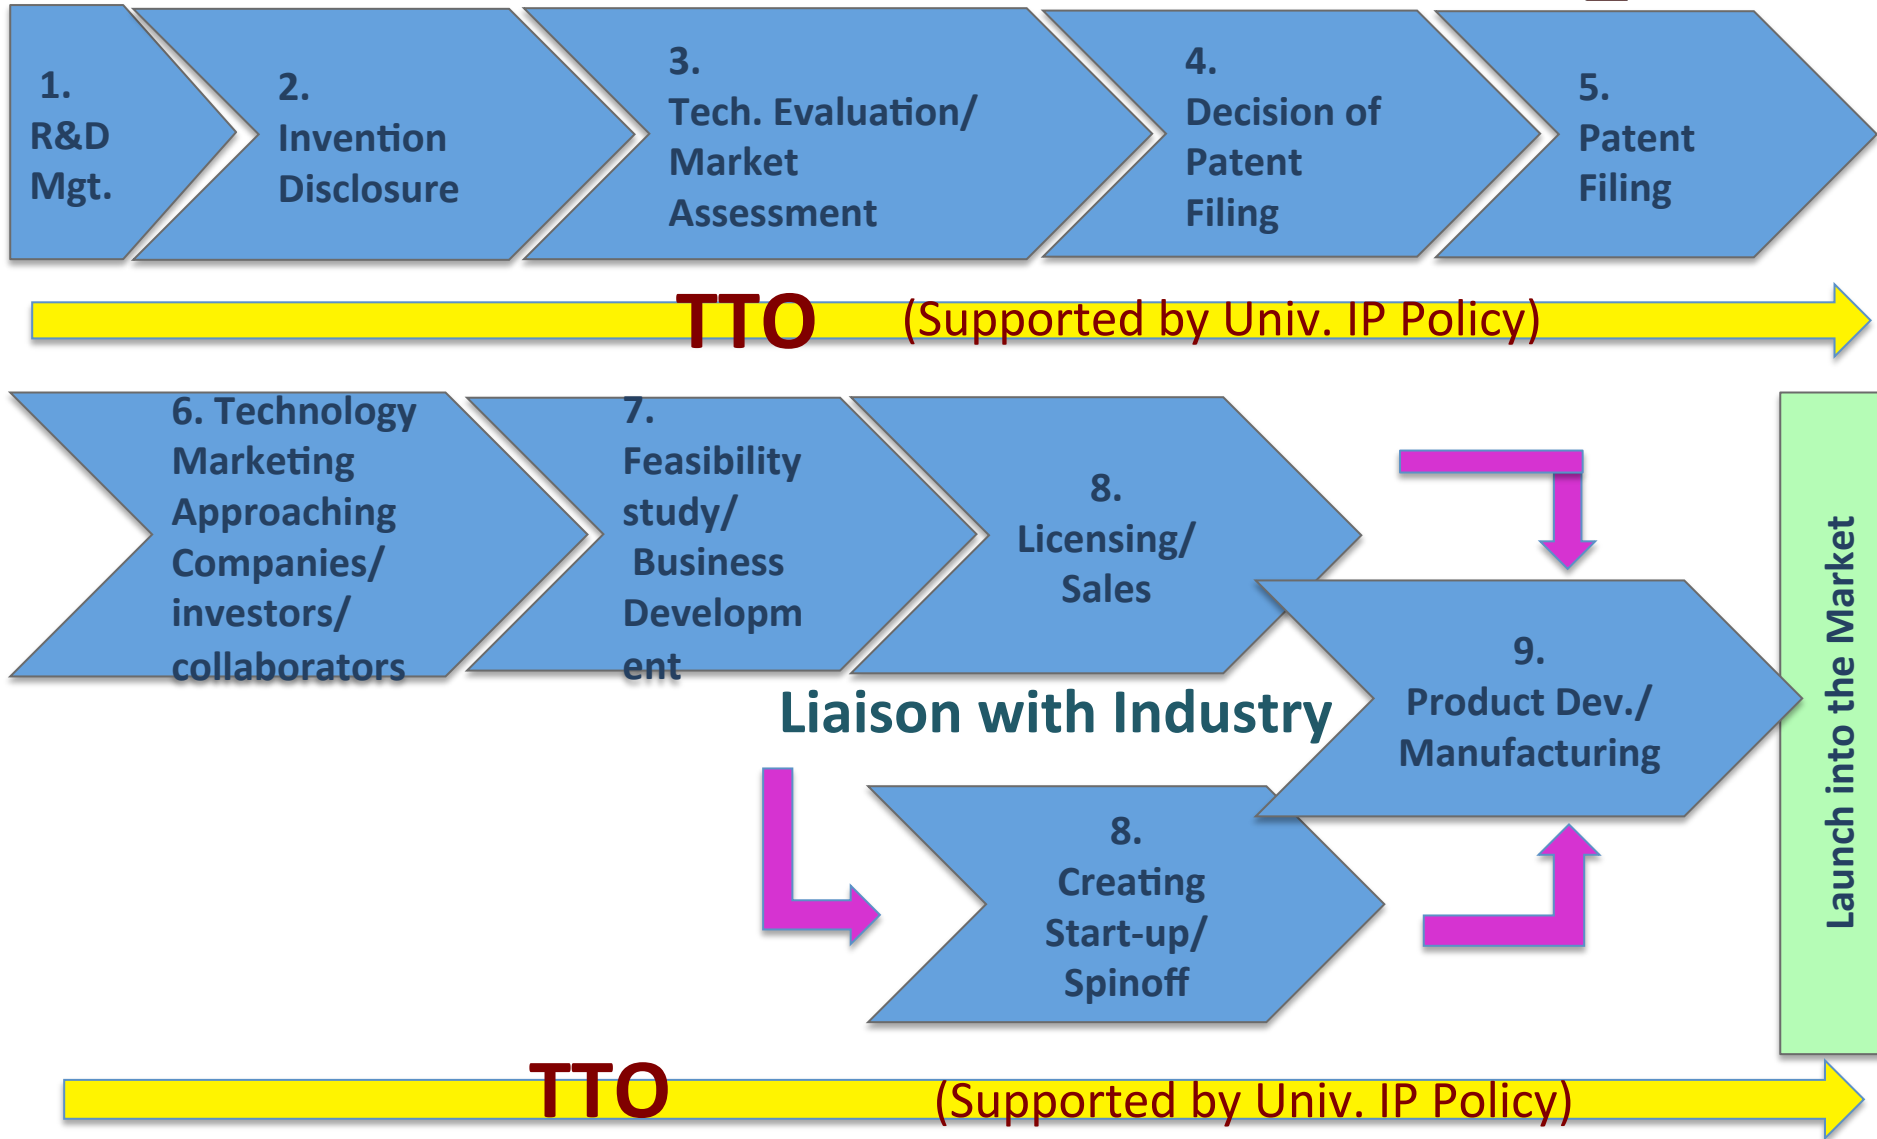 1.
R&D
Mgt.
2.
Invention
Disclosure
3.
Tech. Evaluation/
Market
Assessment
4.
Decision of
Patent
Filing
5.
Patent
Filing
TTO (Supported by Univ. IP Policy)
6. Technology
Marketing
Approaching
Companies/
investors/
collaborators
7.
Feasibility
study/
Business
Developm
ent
8.
Licensing/
Sales
Liaison with Industry
8.
Creating
Start-up/
Spinoff
9.
Product Dev./
Manufacturing
Launch into the Market
TTO (Supported by Univ. IP Policy)